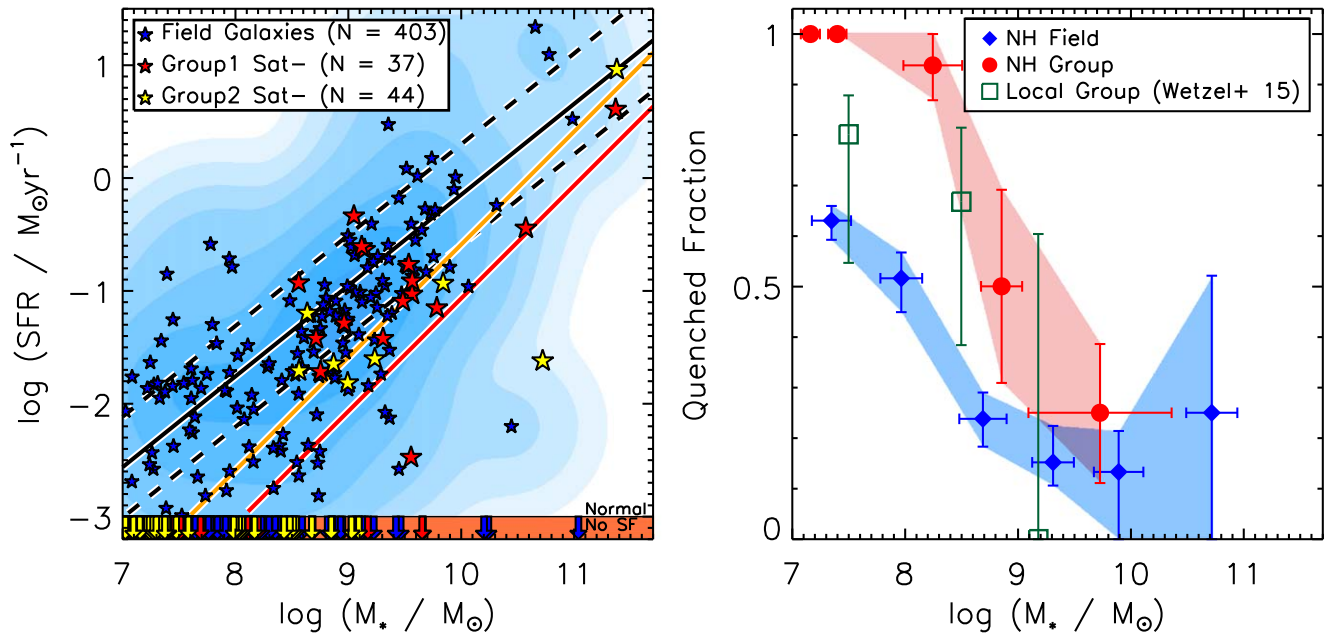 Field Galaxies (N = 403)
Group1 Sat− (N = 37)
Group2 Sat− (N = 44)
log (SFR / M⊙yr⁻¹)
1
0
−1
−2
−3
Normal
No SF
7 8 9 10 11
log (M* / M⊙)
NH Field
NH Group
Local Group (Wetzel+ 15)
Quenched Fraction
1
0.5
0
7 8 9 10 11
log (M* / M⊙)